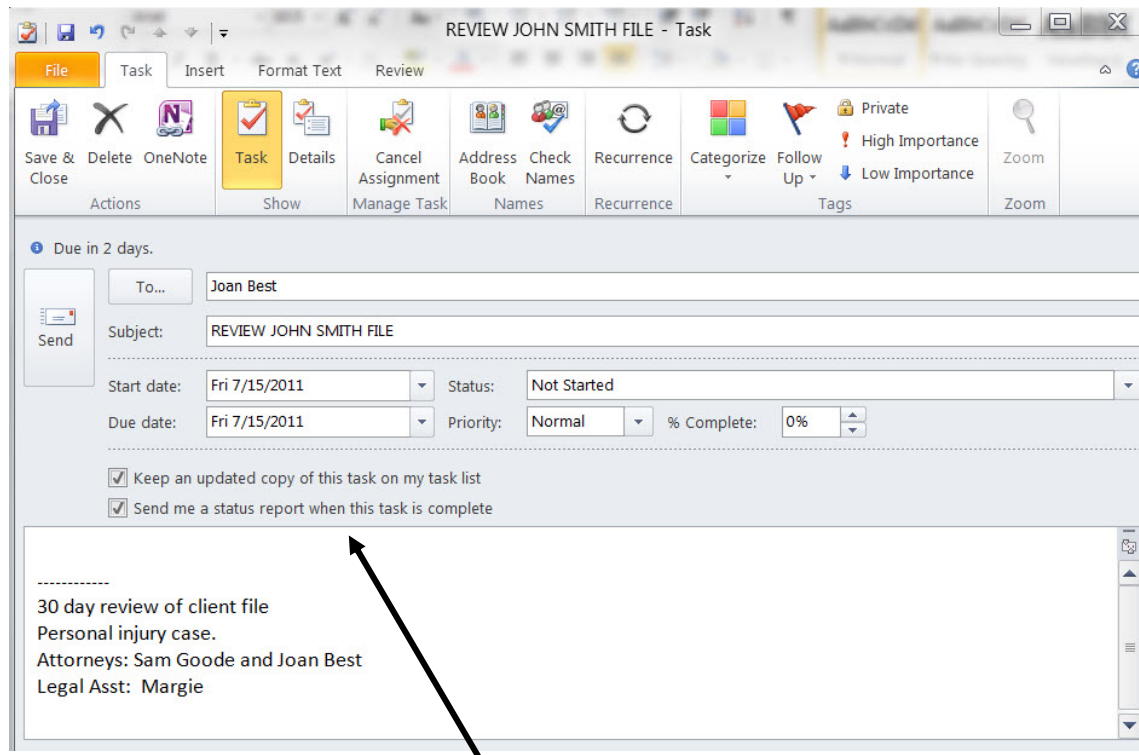 REVIEW JOHN SMITH FILE - Task
File Task Insert Format Text Review
Save & Close Delete OneNote Task Details Cancel Assignment Address Book Check Names Recurrence Categorize Follow Up Private High Importance Low Importance Zoom
Actions Show Manage Task Names Recurrence Tags Zoom
Due in 2 days.
Send
To... Joan Best
Subject: REVIEW JOHN SMITH FILE
Start date: Fri 7/15/2011 Status: Not Started
Due date: Fri 7/15/2011 Priority: Normal % Complete: 0%
Keep an updated copy of this task on my task list
Send me a status report when this task is complete
------------
30 day review of client file
Personal injury case.
Attorneys: Sam Goode and Joan Best
Legal Asst: Margie